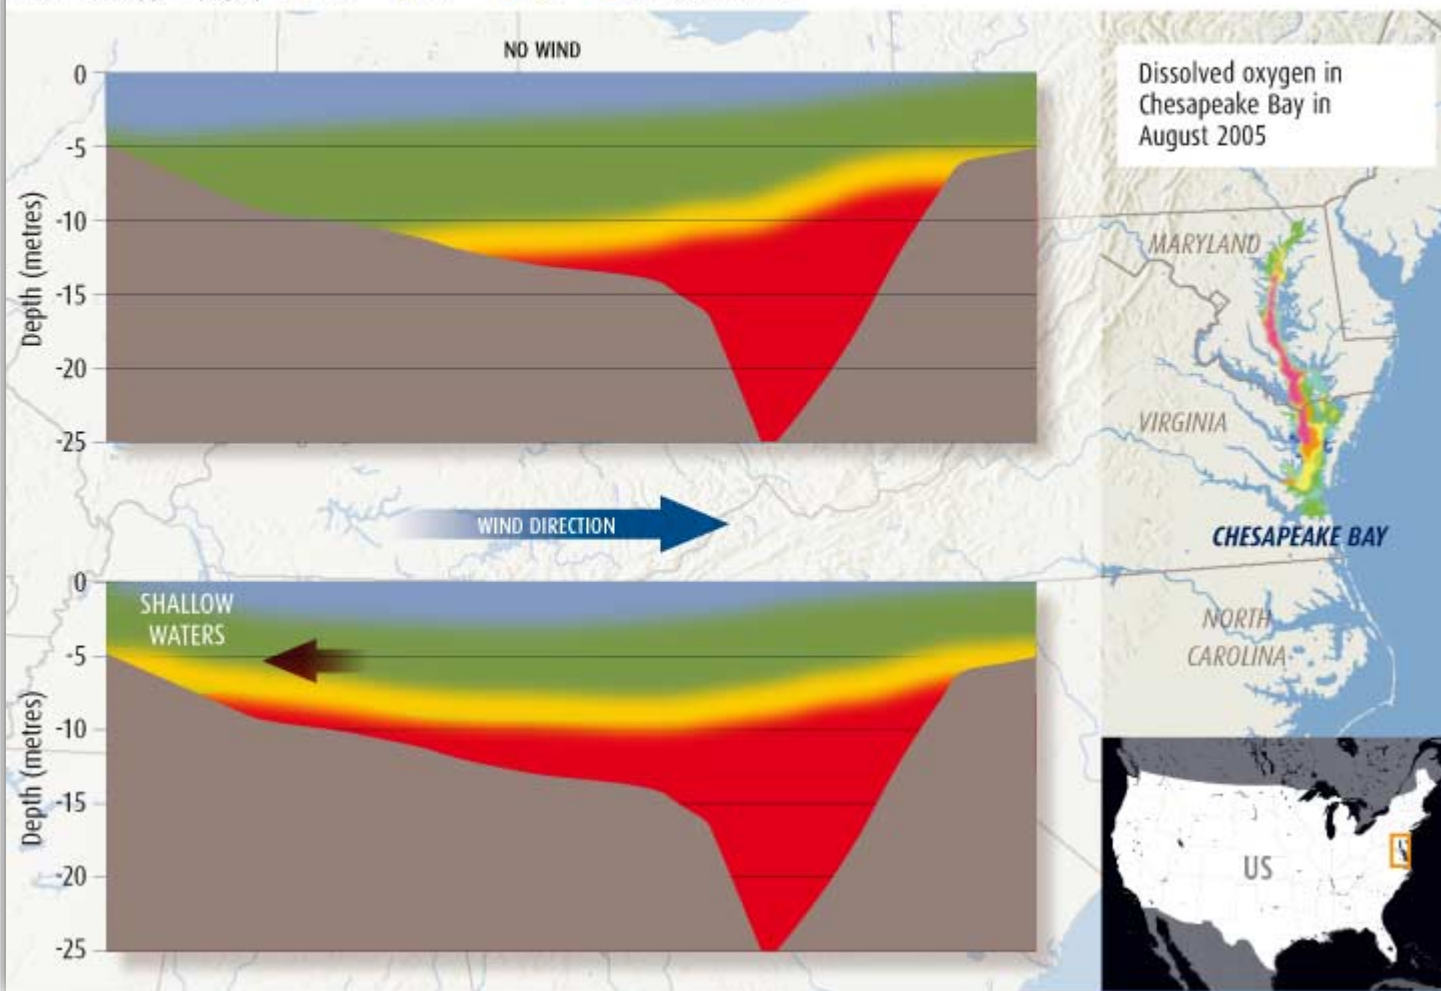 NO WIND
0
-5
-10
-15
-20
-25
Depth (metres)
WIND DIRECTION
0
SHALLOW
WATERS
-5
-10
-15
-20
-25
Depth (metres)
Dissolved oxygen in
Chesapeake Bay in
August 2005
MARYLAND
VIRGINIA
CHESAPEAKE BAY
NORTH
CAROLINA
US